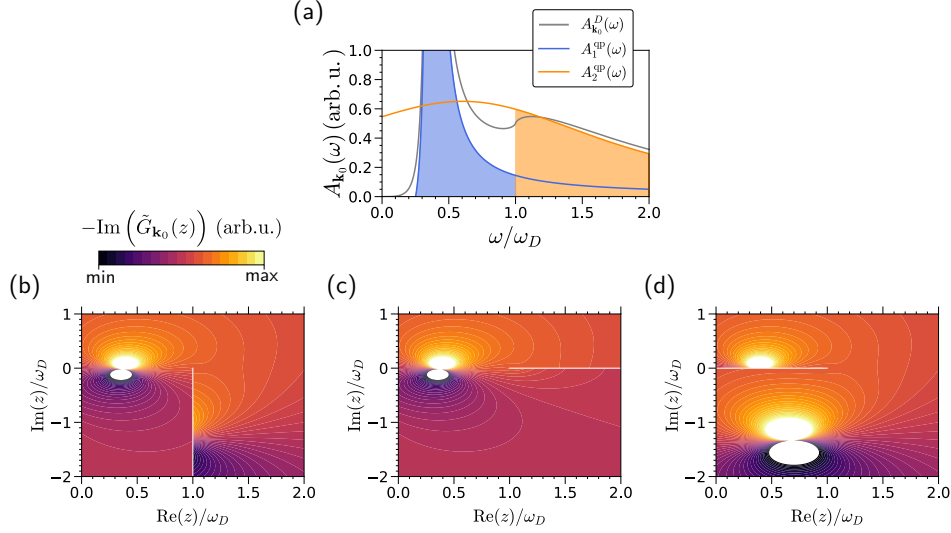 (a)
A^D_{k_0}(ω)
A^{qp}_1(ω)
A^{qp}_2(ω)
A_{k_0}(ω) (arb. u.)
1.0
0.8
0.6
0.4
0.2
0.0
0.0 0.5 1.0 1.5 2.0
ω/ω_D
−Im (G̃_{k_0}(z)) (arb.u.)
min max
(b) (c) (d)
Im(z)/ω_D
1
0
−1
−2
0.0 0.5 1.0 1.5 2.0
Re(z)/ω_D
Im(z)/ω_D
1
0
−1
−2
0.0 0.5 1.0 1.5 2.0
Re(z)/ω_D
Im(z)/ω_D
1
0
−1
−2
0.0 0.5 1.0 1.5 2.0
Re(z)/ω_D